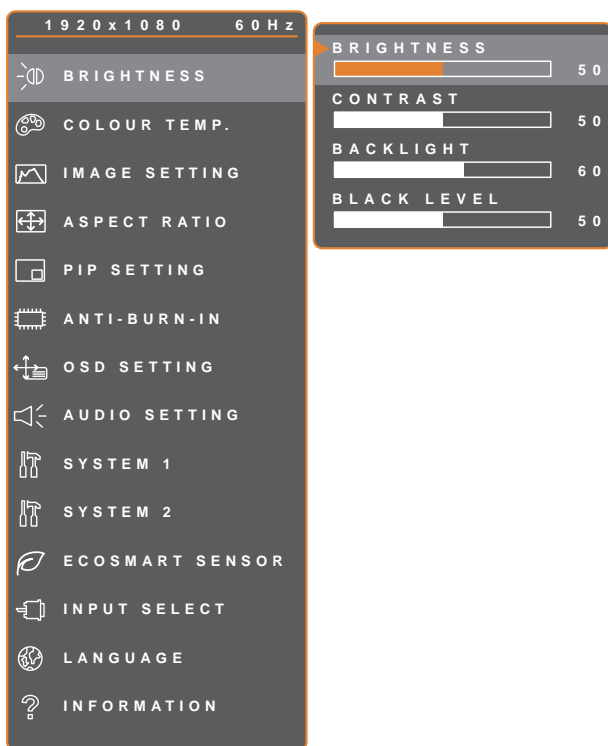 1920x1080 60Hz
BRIGHTNESS
COLOUR TEMP.
IMAGE SETTING
ASPECT RATIO
PIP SETTING
ANTI-BURN-IN
OSD SETTING
AUDIO SETTING
SYSTEM 1
SYSTEM 2
ECOSMART SENSOR
INPUT SELECT
LANGUAGE
INFORMATION
BRIGHTNESS
50
CONTRAST
50
BACKLIGHT
60
BLACK LEVEL
50